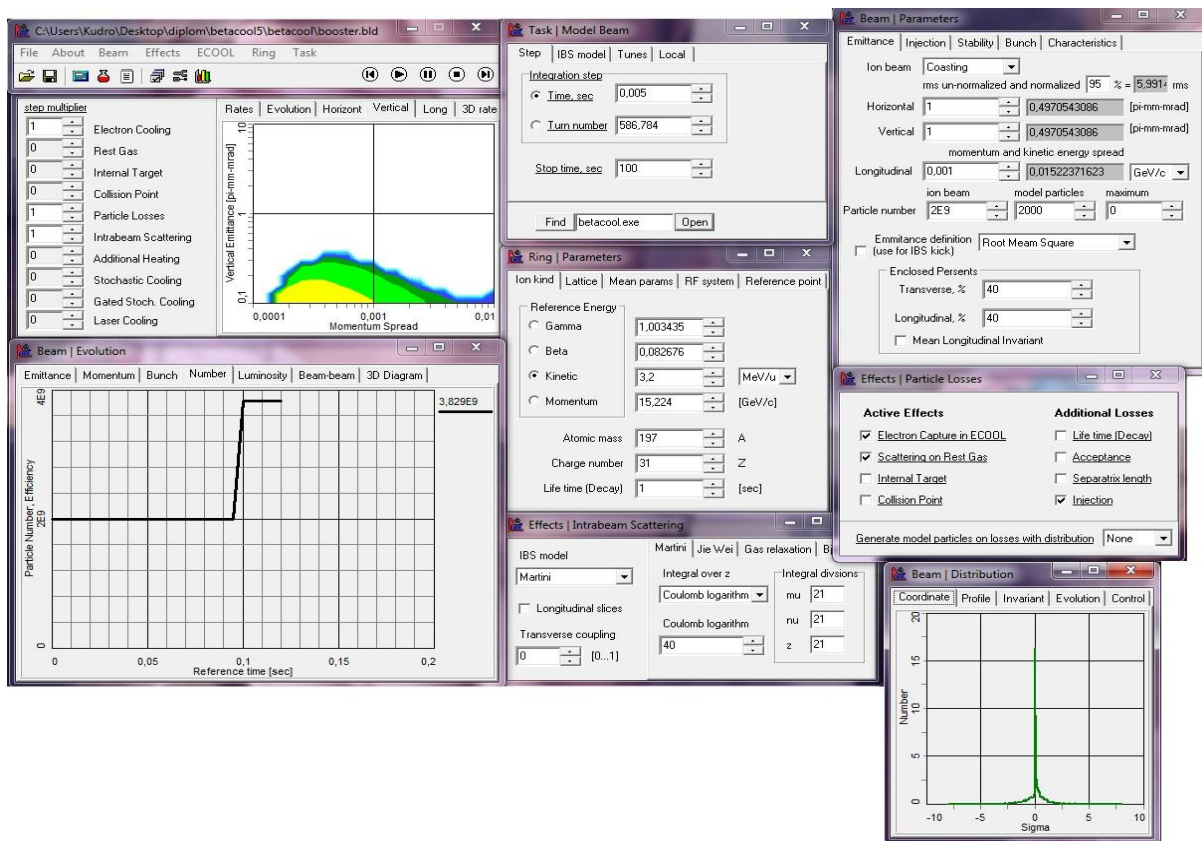 C:\Users\Kudro\Desktop\diplom\betacool5\betacool\booster.bld
File About Beam Effects ECOOL Ring Task
step multiplier
1 Electron Cooling
0 Rest Gas
0 Internal Target
0 Collision Point
1 Particle Losses
1 Intrabeam Scattering
0 Additional Heating
0 Stochastic Cooling
0 Gated Stoch. Cooling
0 Laser Cooling
Rates Evolution Horizont Vertical Long 3D rate
Vertical Emittance [pi-mm-mrad]
10
1
0,1
0,0001 0,001 0,01
Momentum Spread
Task | Model Beam
Step IBS model Tunes Local
Integration step
Time, sec 0,005
Turn number 586,784
Stop time, sec 100
Find betacool.exe Open
Beam | Parameters
Emittance Injection Stability Bunch Characteristics
Ion beam Coasting
rms un-normalized and normalized 95 % = 5,9914 rms
Horizontal 1 0,4970543086 [pi-mm-mrad]
Vertical 1 0,4970543086 [pi-mm-mrad]
momentum and kinetic energy spread
Longitudinal 0,001 0,01522371623 GeV/c
ion beam model particles maximum
Particle number 2E9 2000 0
Emmitance definition
(use for IBS kick) Root Meam Square
Enclosed Persents
Transverse, % 40
Longitudinal, % 40
Mean Longitudinal Invariant
Ring | Parameters
Ion kind Lattice Mean params RF system Reference point
Reference Energy
Gamma 1,003435
Beta 0,082676
Kinetic 3,2 MeV/u
Momentum 15,224 [GeV/c]
Atomic mass 197 A
Charge number 31 Z
Life time (Decay) 1 [sec]
Beam | Evolution
Emittance Momentum Bunch Number Luminosity Beam-beam 3D Diagram
Particle Number, Efficiency
4E9
2E9
0
3,829E9
0 0,05 0,1 0,15 0,2
Reference time [sec]
Effects | Particle Losses
Active Effects Additional Losses
Electron Capture in ECOOL Life time (Decay)
Scattering on Rest Gas Acceptance
Internal Target Separatrix length
Collision Point Injection
Generate model particles on losses with distribution None
Effects | Intrabeam Scattering
IBS model
Martini
Longitudinal slices
Transverse coupling
0 [0...1]
Martini Jie Wei Gas relaxation
Integral over z
Coulomb logarithm
Coulomb logarithm
40
Integral divsions
mu 21
nu 21
z 21
Beam | Distribution
Coordinate Profile Invariant Evolution Control
Number
20
15
10
5
0
-10 -5 0 5 10
Sigma